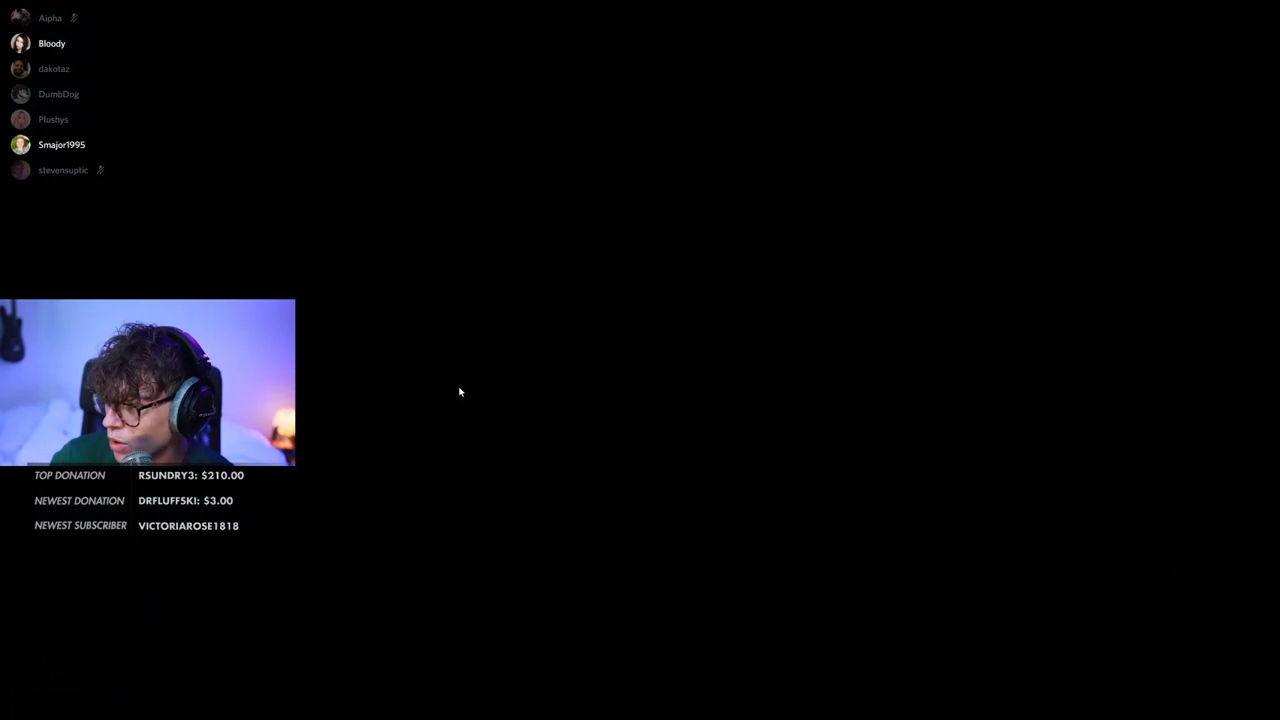 Aipha
Bloody
dakotaz
DumbDog
Plushys
Smajor1995
stevensuptic
TOP DONATION RSUNDRY3: $210.00
NEWEST DONATION DRFLUFFSKI: $3.00
NEWEST SUBSCRIBER VICTORIAROSE1818